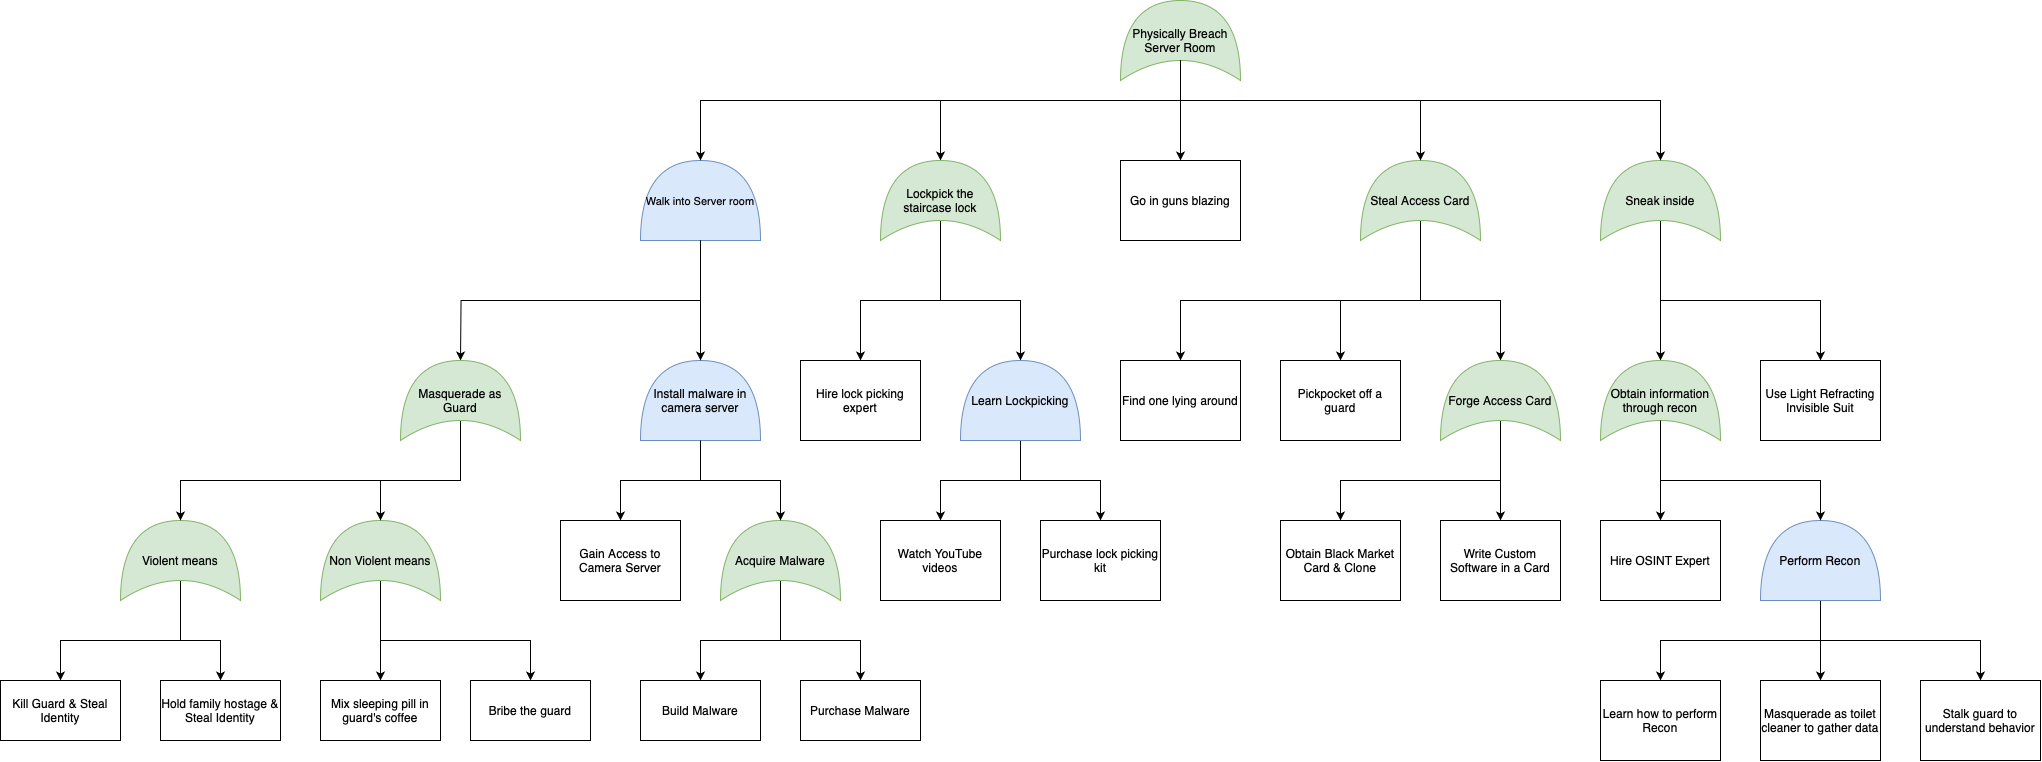 Physically Breach
Server Room
Walk into Server room
Lockpick the
staircase lock
Go in guns blazing
Steal Access Card
Sneak inside
Masquerade as
Guard
Install malware in
camera server
Hire lock picking
expert
Learn Lockpicking
Find one lying around
Pickpocket off a
guard
Forge Access Card
Obtain information
through recon
Use Light Refracting
Invisible Suit
Violent means
Non Violent means
Gain Access to
Camera Server
Acquire Malware
Watch YouTube
videos
Purchase lock picking
kit
Obtain Black Market
Card & Clone
Write Custom
Software in a Card
Hire OSINT Expert
Perform Recon
Kill Guard & Steal
Identity
Hold family hostage &
Steal Identity
Mix sleeping pill in
guard's coffee
Bribe the guard
Build Malware
Purchase Malware
Learn how to perform
Recon
Masquerade as toilet
cleaner to gather data
Stalk guard to
understand behavior